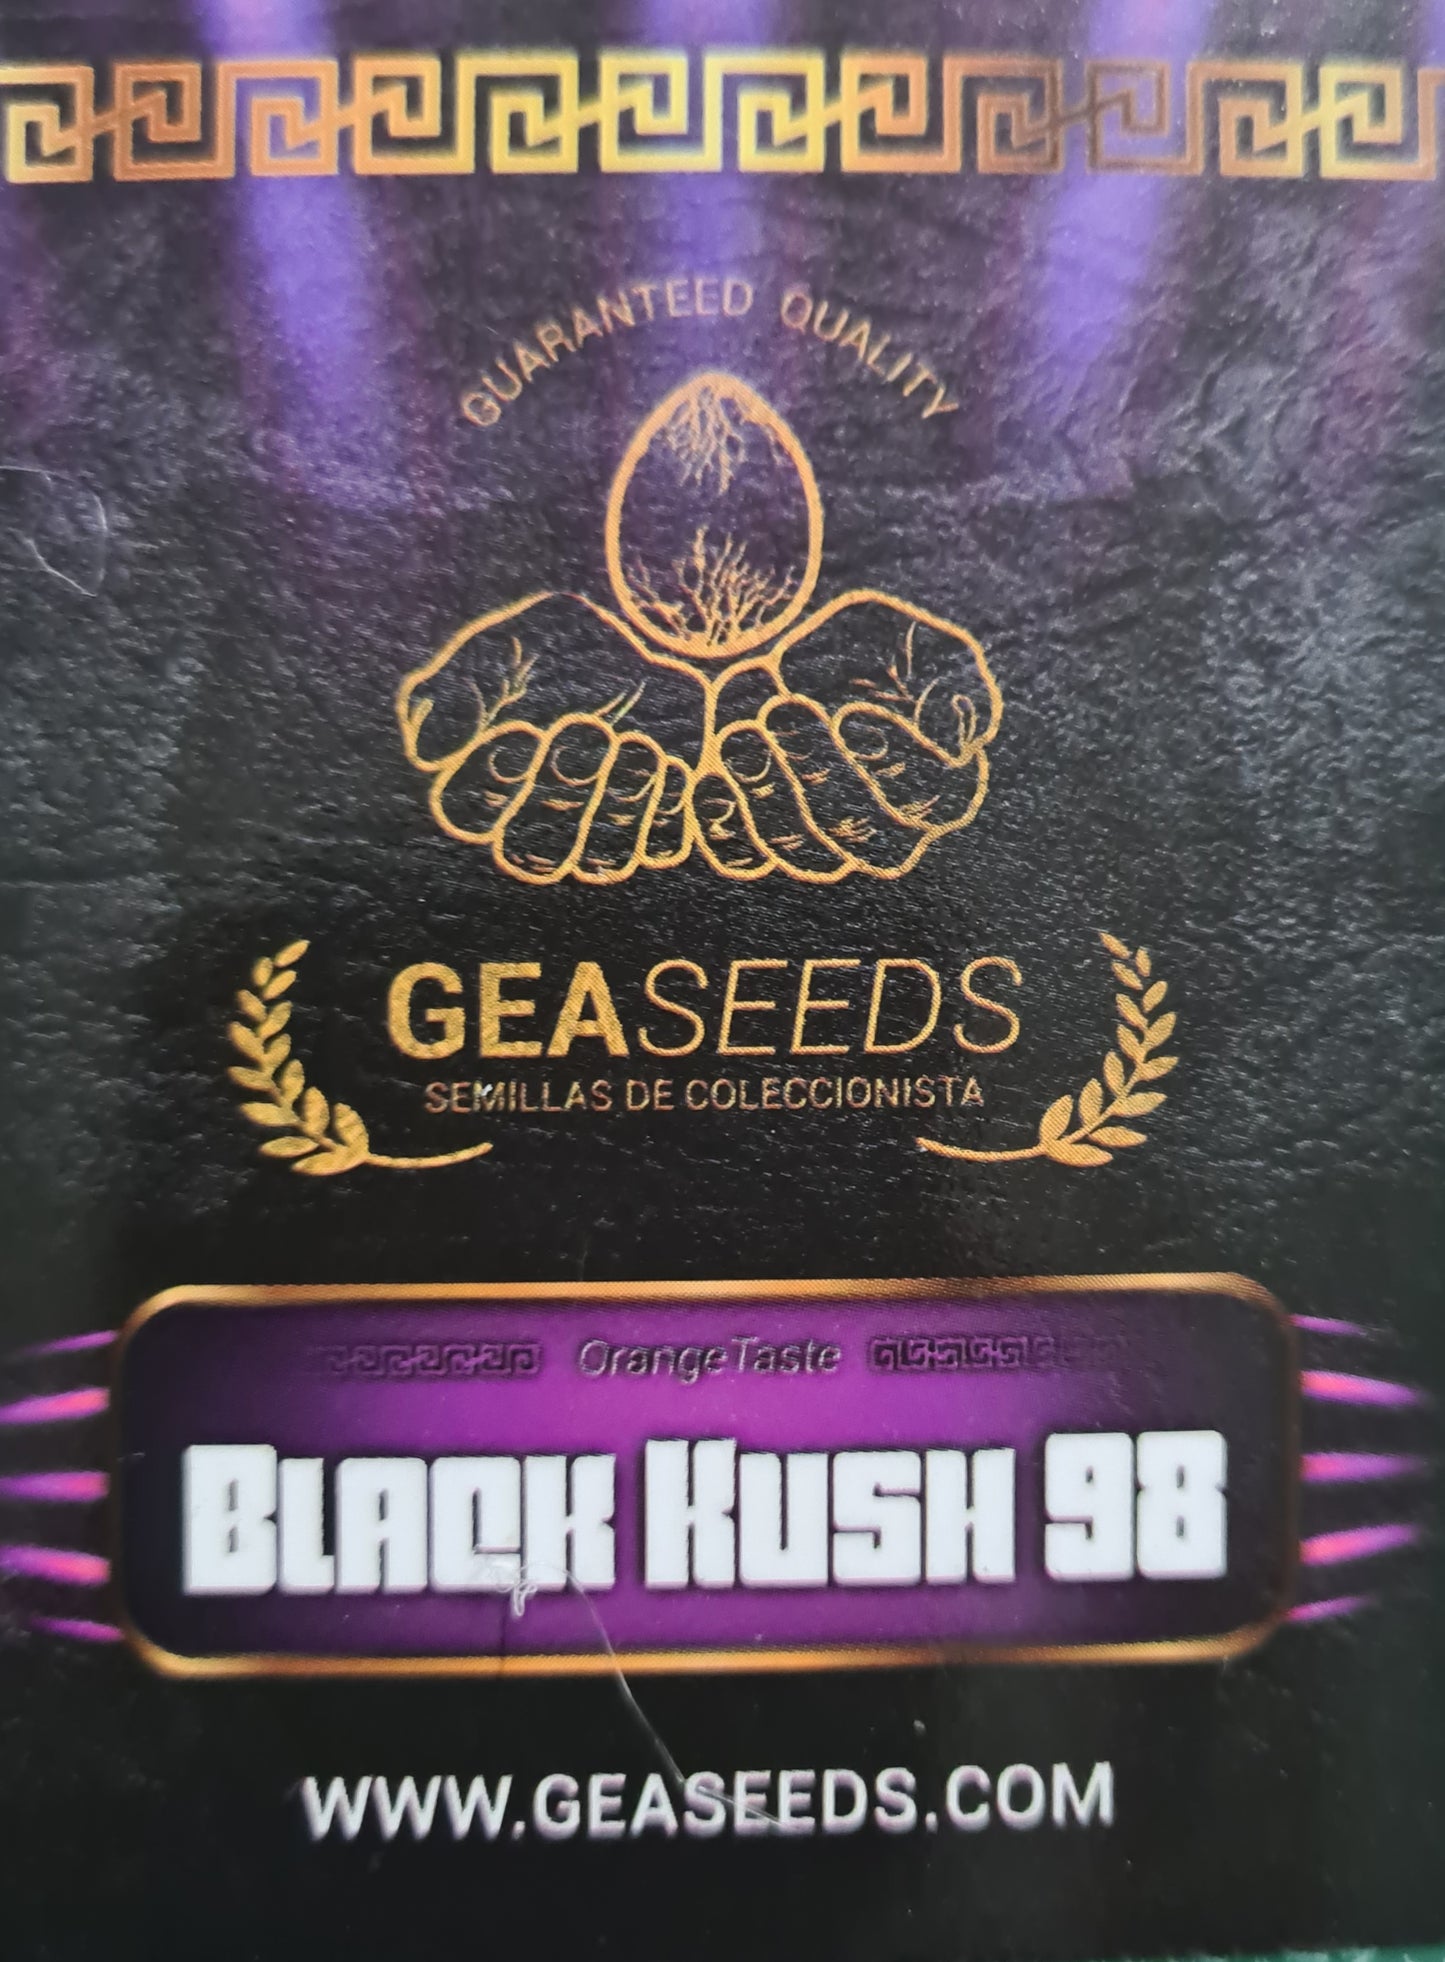 GUARANTEED QUALITY
GEASEEDS
SEMILLAS DE COLECCIONISTA
Orange Taste
BLACK KUSH 98
WWW.GEASEEDS.COM